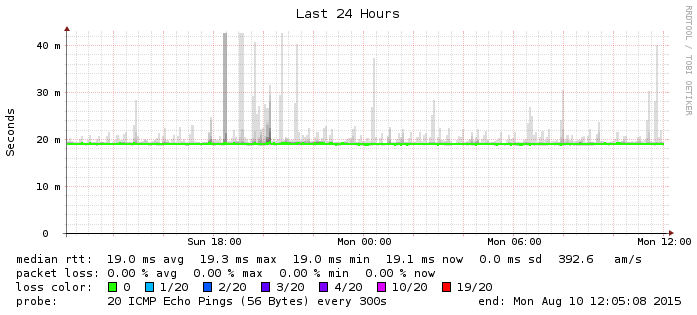 Last 24 Hours
RRDTOOL / TOBI OETIKER
Seconds
40 m
30 m
20 m
10 m
0
Sun 18:00 Mon 00:00 Mon 06:00 Mon 12:00
median rtt: 19.0 ms avg 19.3 ms max 19.0 ms min 19.1 ms now 0.0 ms sd 392.6 am/s
packet loss: 0.00 % avg 0.00 % max 0.00 % min 0.00 % now
loss color: 0 1/20 2/20 3/20 4/20 10/20 19/20
probe: 20 ICMP Echo Pings (56 Bytes) every 300s end: Mon Aug 10 12:05:08 2015